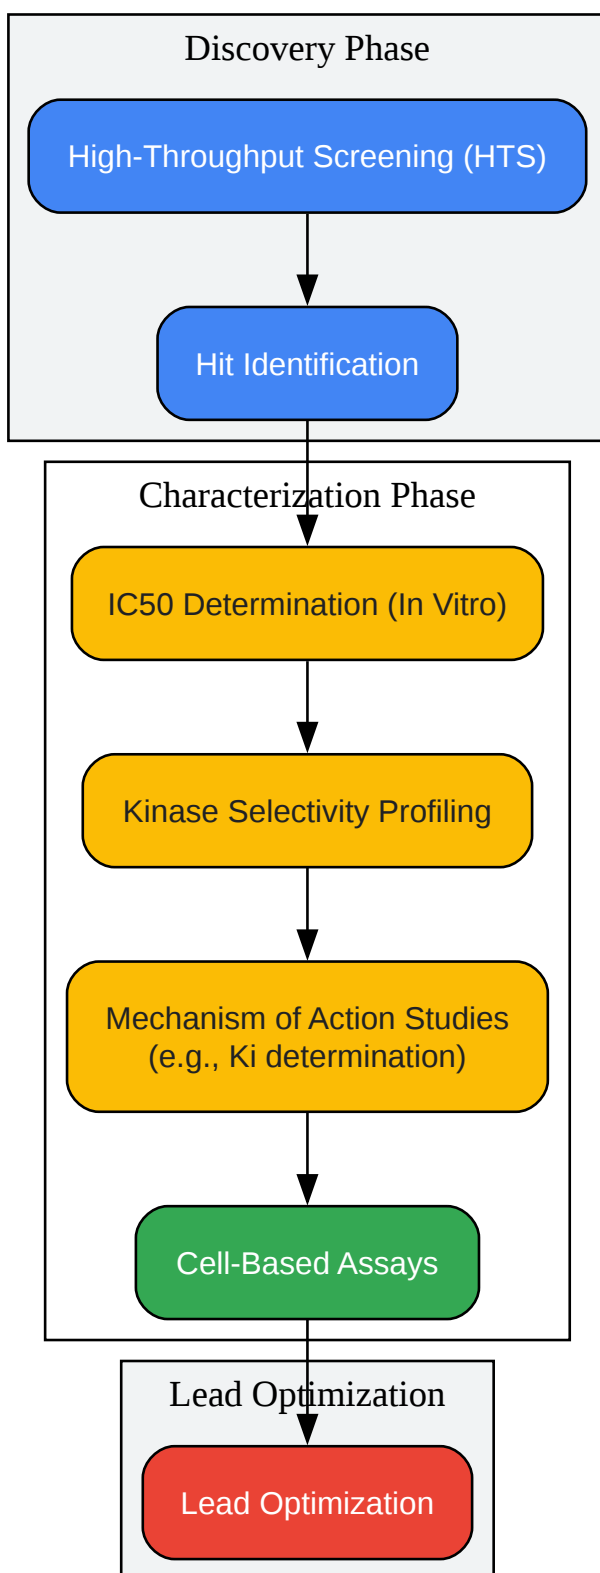 Discovery Phase
High-Throughput Screening (HTS)
Hit Identification
Characterization Phase
IC50 Determination (In Vitro)
Kinase Selectivity Profiling
Mechanism of Action Studies
(e.g., Ki determination)
Cell-Based Assays
Lead Optimization
Lead Optimization